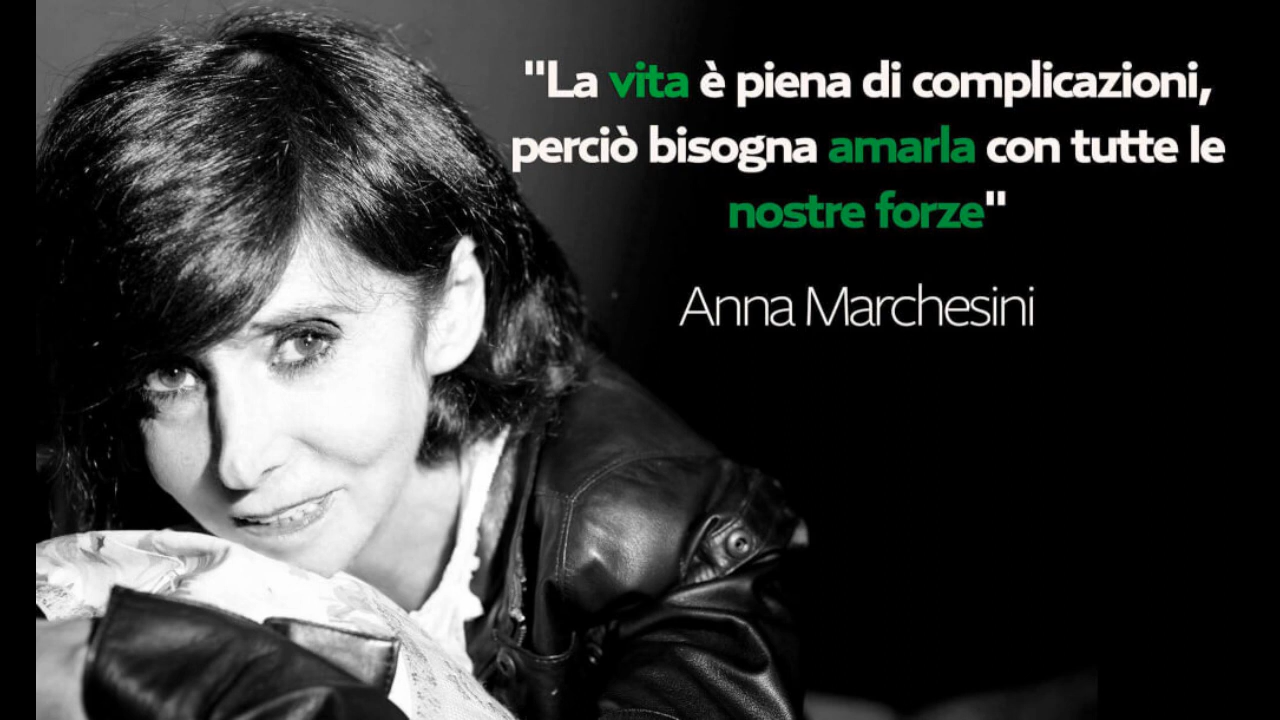 "La vita è piena di complicazioni,
perciò bisogna amarla con tutte le
nostre forze"
Anna Marchesini